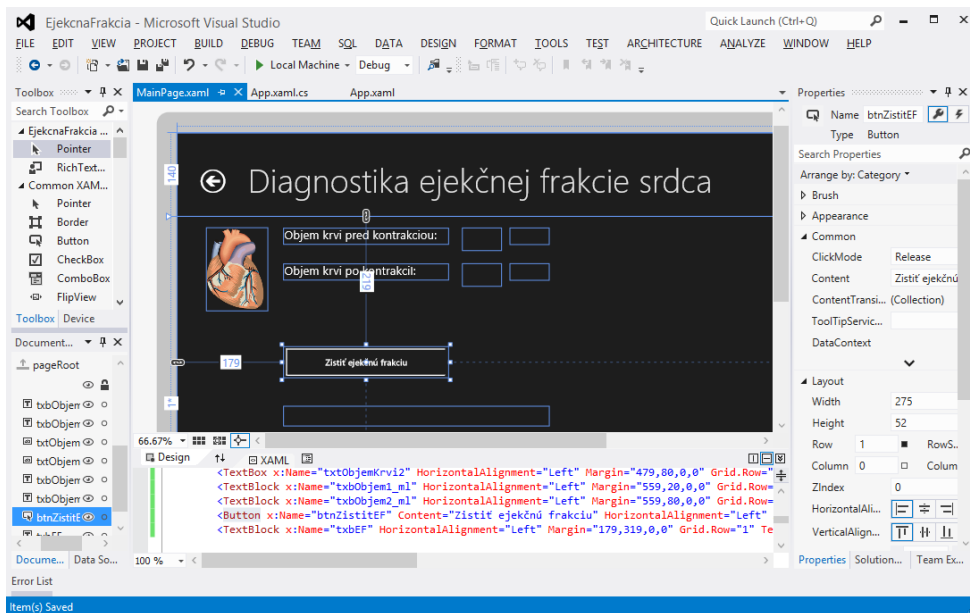 EjekcnaFrakcia - Microsoft Visual Studio
Quick Launch (Ctrl+Q)
FILE EDIT VIEW PROJECT BUILD DEBUG TEAM SQL DATA DESIGN FORMAT TOOLS TEST ARCHITECTURE ANALYZE WINDOW HELP
Local Machine Debug
Toolbox
Search Toolbox
EjekcnaFrakcia ...
Pointer
RichText...
Common XAM...
Pointer
Border
Button
CheckBox
ComboBox
FlipView
Toolbox Device
Document...
pageRoot
txbObjem
txbObjem
txtObjem
txtObjem
txbObjem
txbObjem
btnZistitE
txbEF
Docume... Data So...
MainPage.xaml App.xaml.cs App.xaml
140
Diagnostika ejekčnej frakcie srdca
Objem krvi pred kontrakciou:
Objem krvi po kontrakcii:
219
179
Zistiť ejekčnú frakciu
1*
66.67%
Design XAML
<TextBox x:Name="txtObjemKrvi2" HorizontalAlignment="Left" Margin="479,80,0,0" Grid.Row="
<TextBlock x:Name="txbObjem1_ml" HorizontalAlignment="Left" Margin="559,20,0,0" Grid.Row=
<TextBlock x:Name="txbObjem2_ml" HorizontalAlignment="Left" Margin="559,80,0,0" Grid.Row=
<Button x:Name="btnZistitEF" Content="Zistiť ejekčnú frakciu" HorizontalAlignment="Left"
<TextBlock x:Name="txbEF" HorizontalAlignment="Left" Margin="179,319,0,0" Grid.Row="1" Te
100 %
Properties
Name btnZistitEF
Type Button
Search Properties
Arrange by: Category
Brush
Appearance
Common
ClickMode Release
Content Zistiť ejekčnú
ContentTransi... (Collection)
ToolTipServic...
DataContext
Layout
Width 275
Height 52
Row 1 RowS..
Column 0 Colum
ZIndex 0
HorizontalAli...
VerticalAlign...
Properties Solution... Team Ex...
Error List
Item(s) Saved